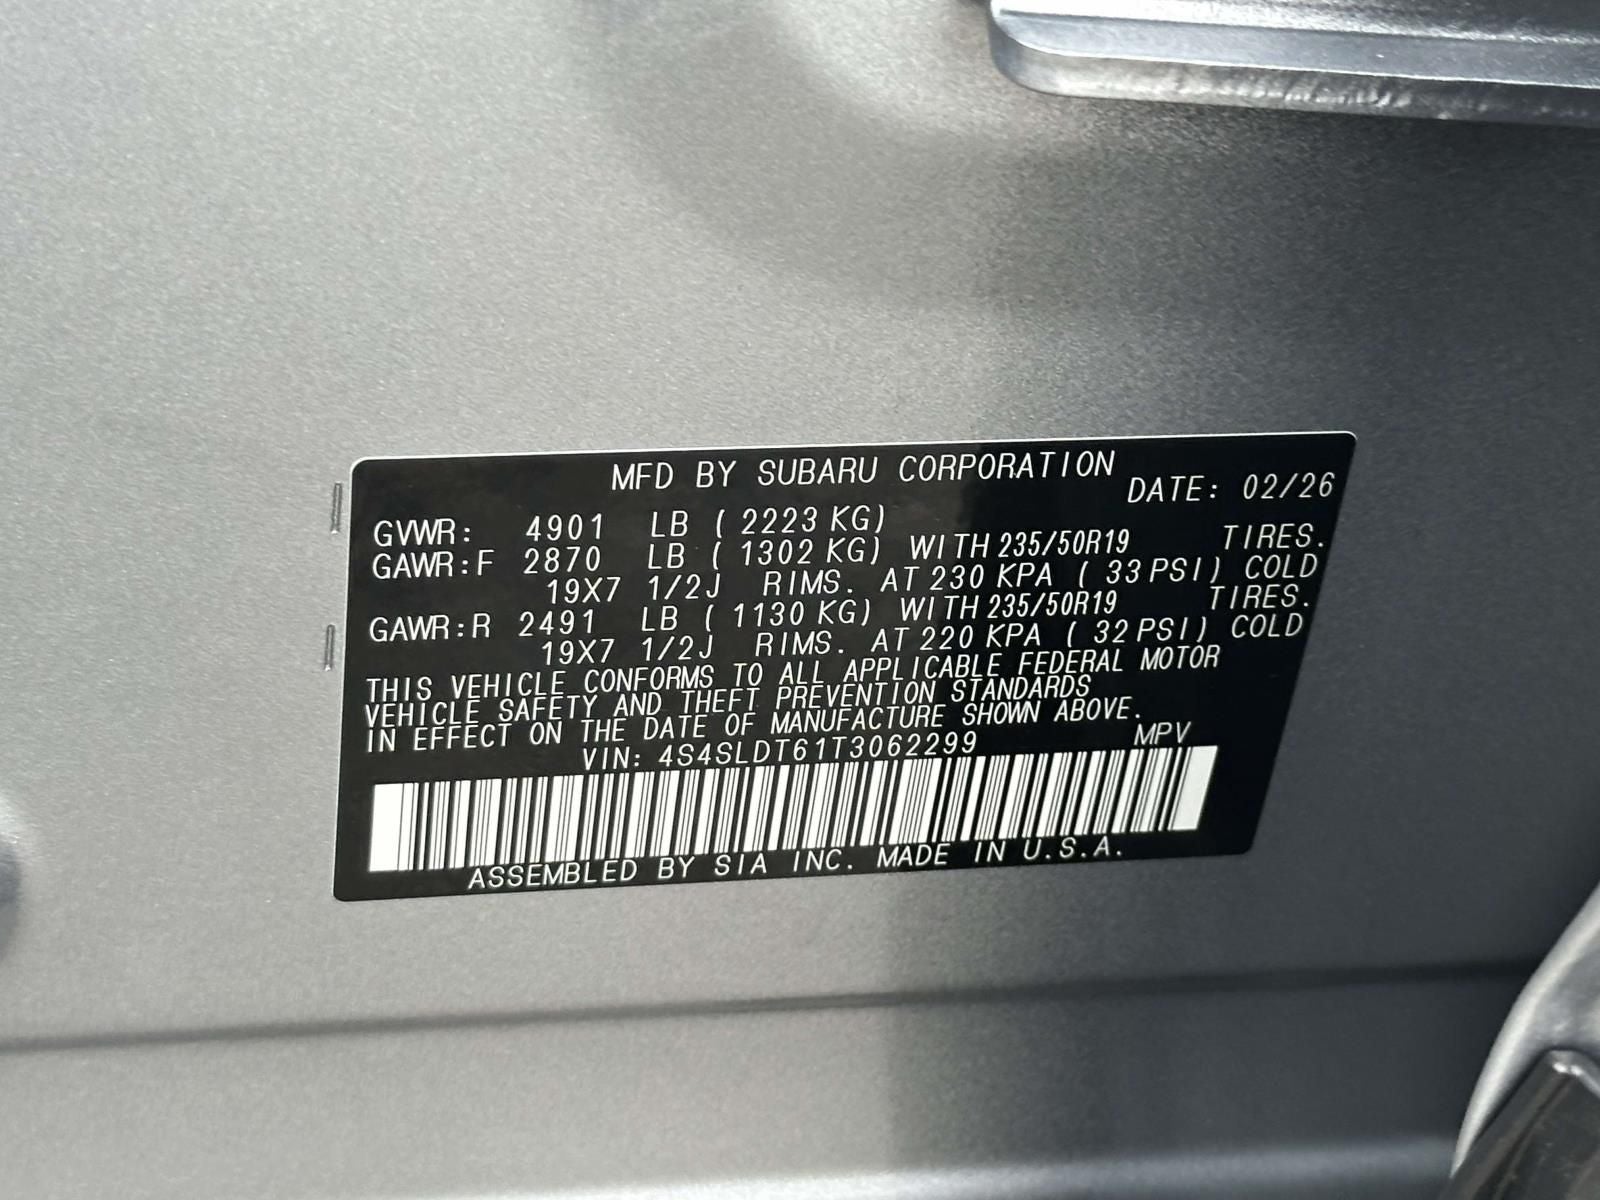 MFD BY SUBARU CORPORATION
DATE: 02/26
GVWR: 4901 LB ( 2223 KG)
GAWR:F 2870 LB ( 1302 KG) WITH 235/50R19 TIRES.
19X7 1/2J RIMS. AT 230 KPA ( 33 PSI) COLD
GAWR:R 2491 LB ( 1130 KG) WITH 235/50R19 TIRES.
19X7 1/2J RIMS. AT 220 KPA ( 32 PSI) COLD
THIS VEHICLE CONFORMS TO ALL APPLICABLE FEDERAL MOTOR
VEHICLE SAFETY AND THEFT PREVENTION STANDARDS
IN EFFECT ON THE DATE OF MANUFACTURE SHOWN ABOVE.
VIN: 4S4SLDT61T3062299 MPV
ASSEMBLED BY SIA INC. MADE IN U.S.A.